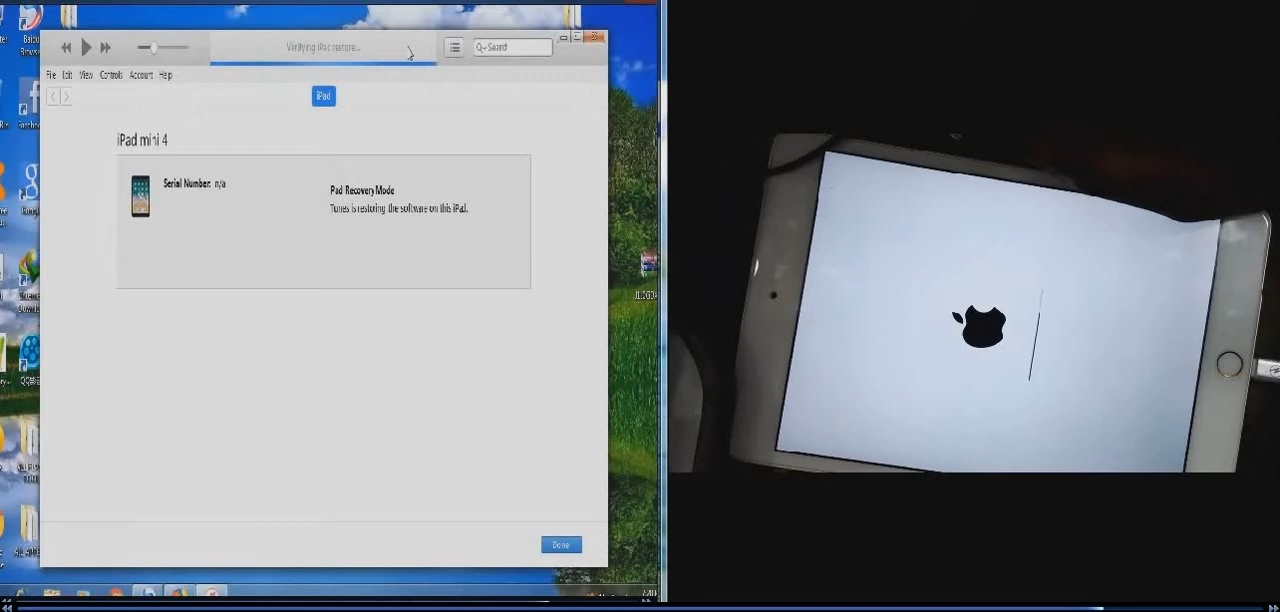 Verifying iPad restore...
Search
File Edit View Controls Account Help
iPad
iPad mini 4
Serial Number: n/a
Pad Recovery Mode
Tunes is restoring the software on this iPad.
Done